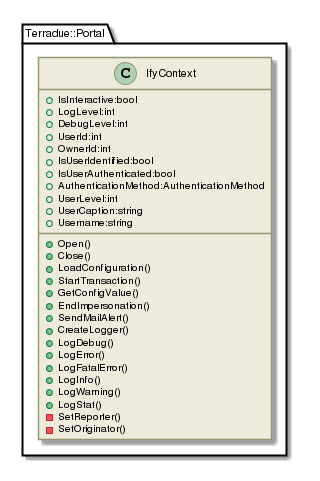 Terradue::Portal
C IfyContext
IsInteractive:bool
LogLevel:int
DebugLevel:int
UserId:int
OwnerId:int
IsUserIdentified:bool
IsUserAuthenticated:bool
AuthenticationMethod:AuthenticationMethod
UserLevel:int
UserCaption:string
Username:string
Open()
Close()
LoadConfiguration()
StartTransaction()
GetConfigValue()
EndImpersonation()
SendMailAlert()
CreateLogger()
LogDebug()
LogError()
LogFatalError()
LogInfo()
LogWarning()
LogStat()
SetReporter()
SetOriginator()